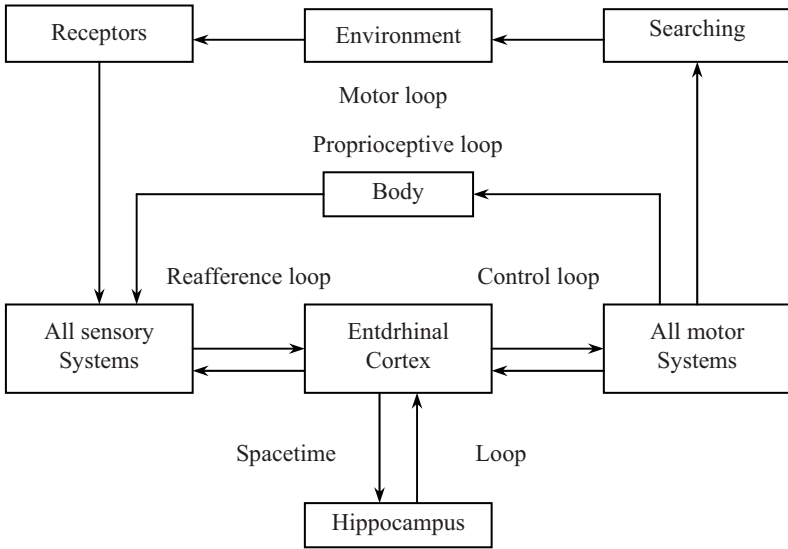 Receptors
Environment
Searching
Motor loop
Proprioceptive loop
Body
Reafference loop
Control loop
All sensory
Systems
Entdrhinal
Cortex
All motor
Systems
Spacetime
Loop
Hippocampus